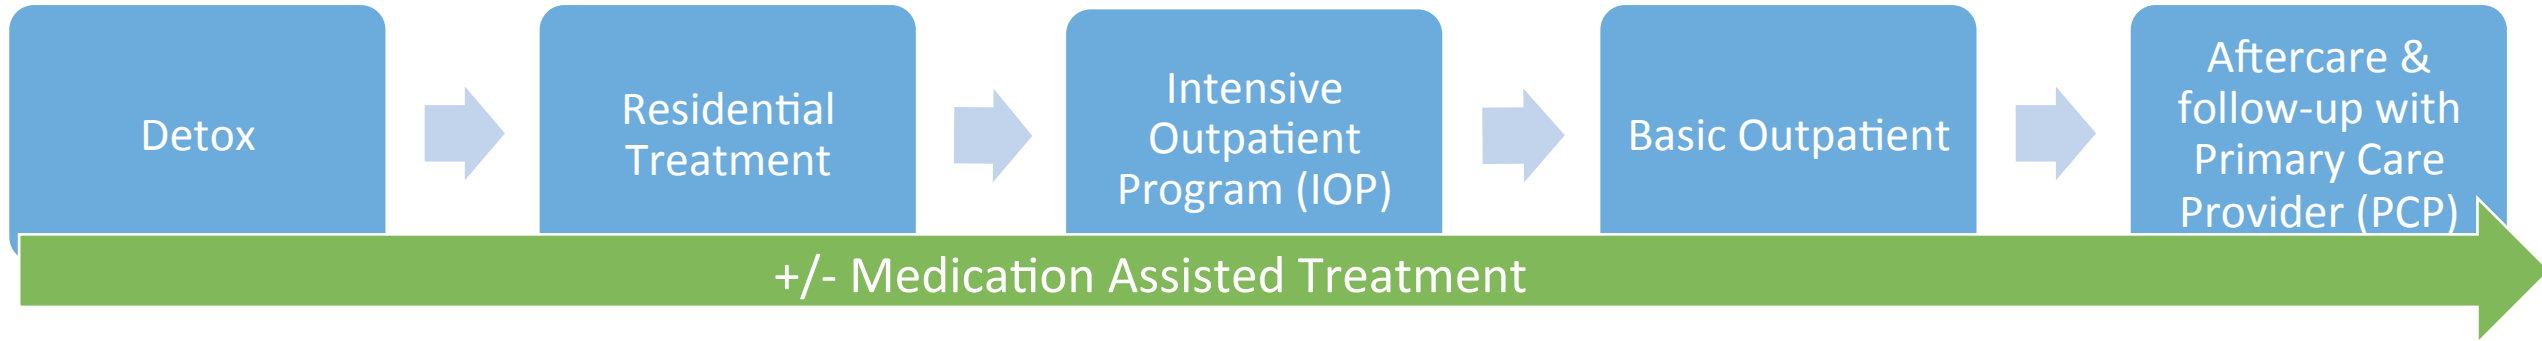 Detox
Residential
Treatment
Intensive
Outpatient
Program (IOP)
Basic Outpatient
Aftercare &
follow-up with
Primary Care
Provider (PCP)
+/- Medication Assisted Treatment